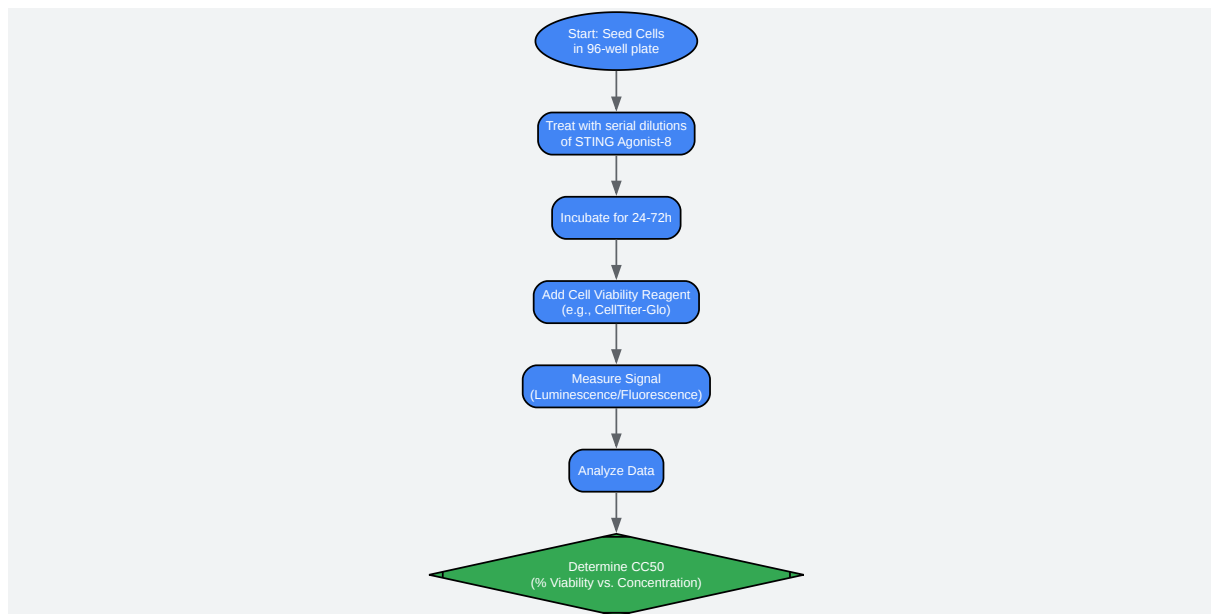 Start: Seed Cells
in 96-well plate
Treat with serial dilutions
of STING Agonist-8
Incubate for 24-72h
Add Cell Viability Reagent
(e.g., CellTiter-Glo)
Measure Signal
(Luminescence/Fluorescence)
Analyze Data
Determine CC50
(% Viability vs. Concentration)